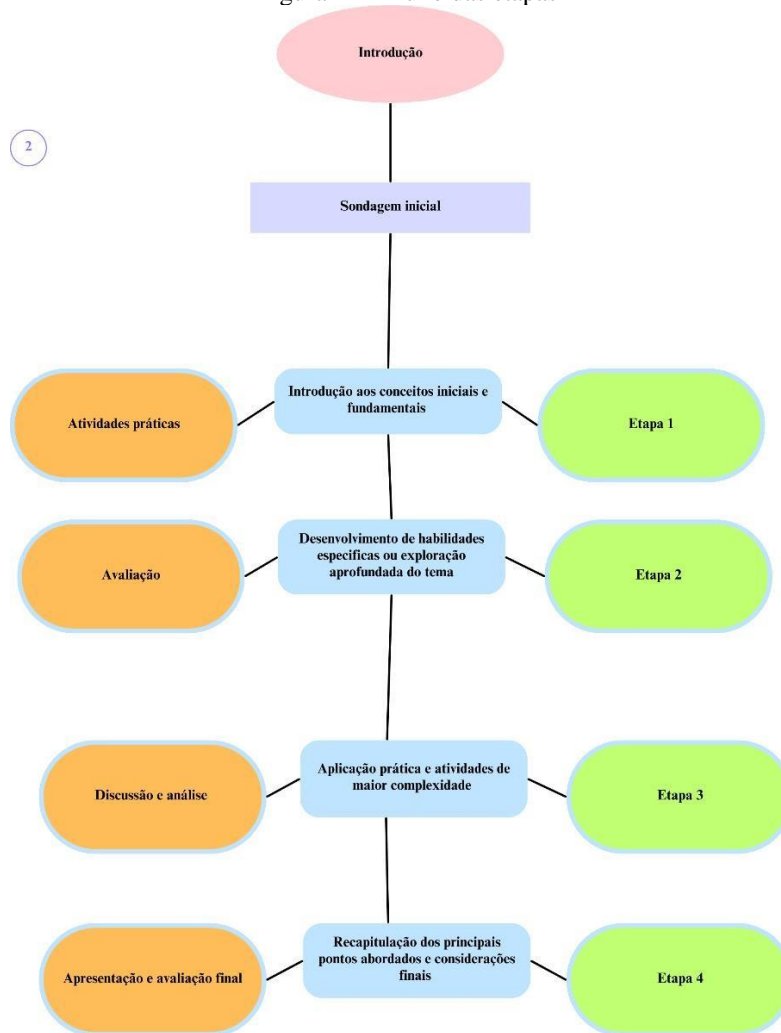 Introdução
2
Sondagem inicial
Introdução aos conceitos iniciais e
fundamentais
Atividades práticas
Etapa 1
Desenvolvimento de habilidades
especificas ou exploração
aprofundada do tema
Avaliação
Etapa 2
Aplicação prática e atividades de
maior complexidade
Discussão e análise
Etapa 3
Recapitulação dos principais
pontos abordados e considerações
finais
Apresentação e avaliação final
Etapa 4